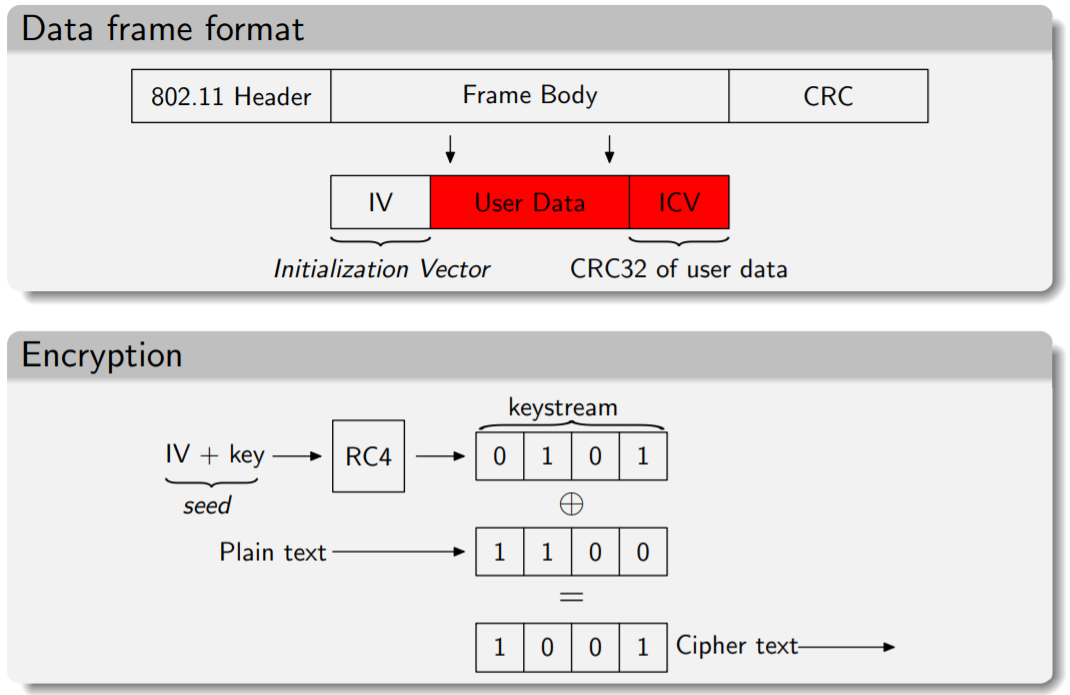 Data frame format
802.11 Header Frame Body CRC
IV User Data ICV
Initialization Vector CRC32 of user data
Encryption
keystream
IV + key RC4 0 1 0 1
seed
⊕
Plain text 1 1 0 0
=
1 0 0 1 Cipher text